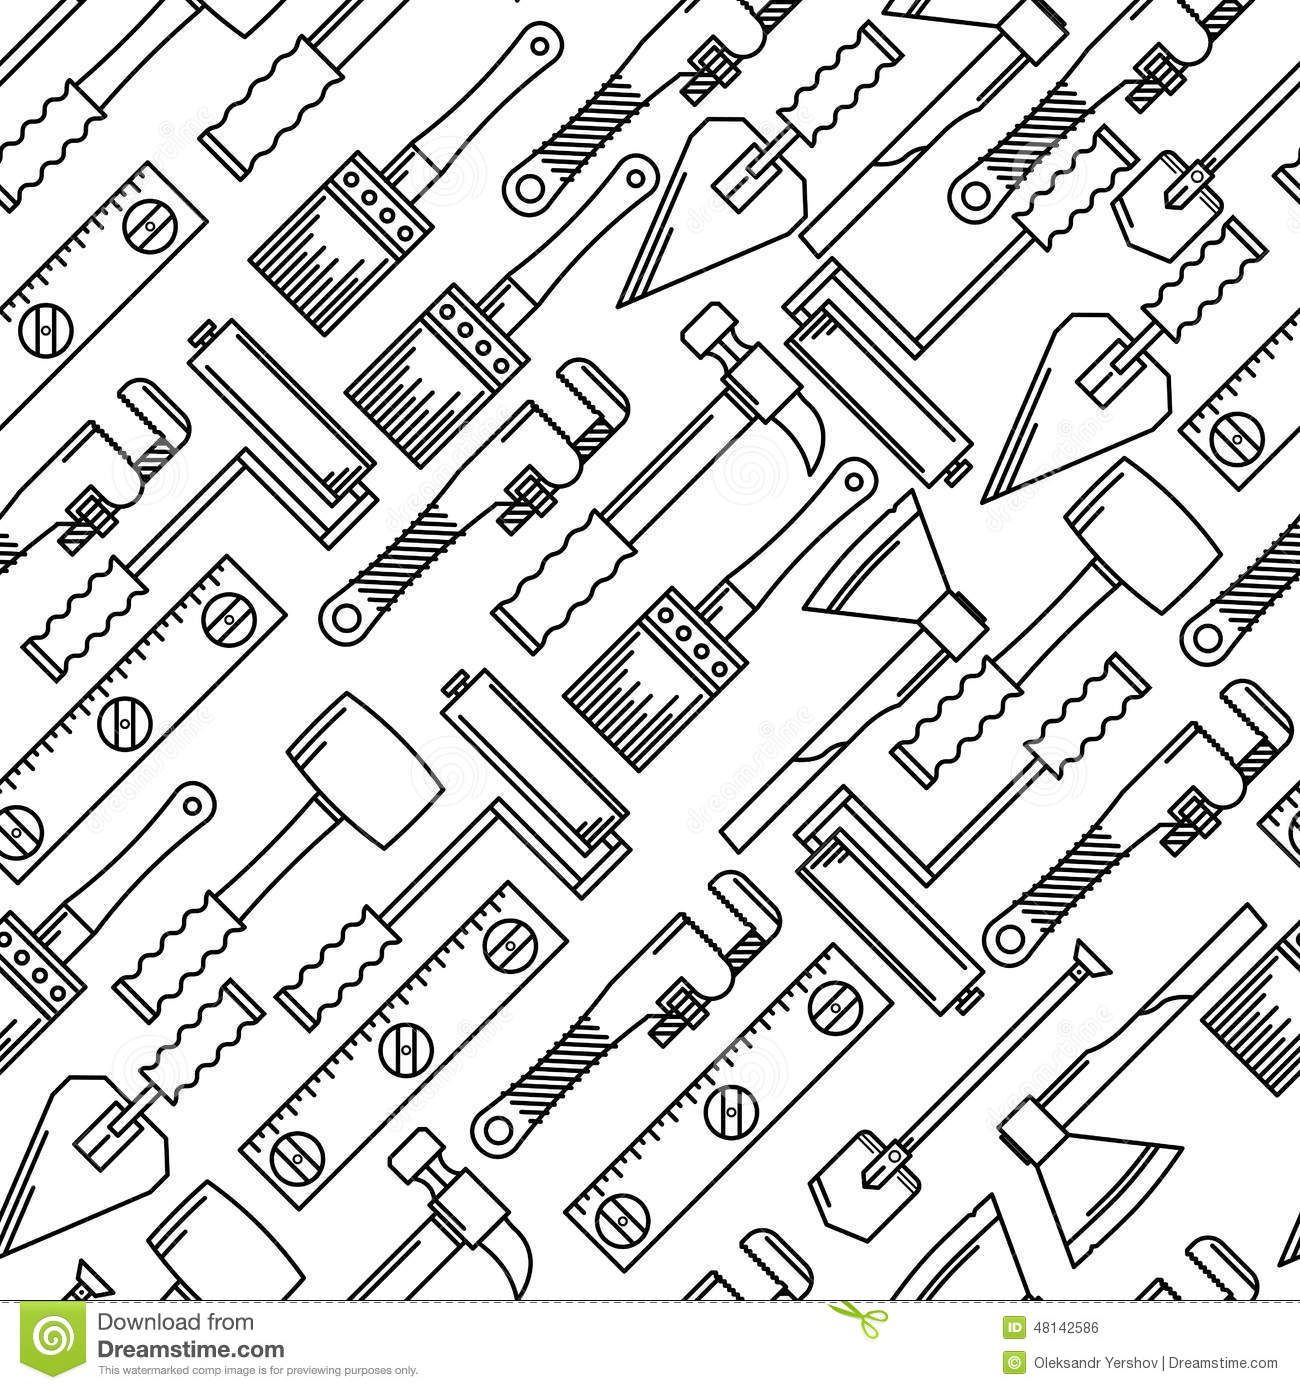 Download from
Dreamstime.com
This watermarked comp image is for previewing purposes only.
ID 48142586
© Oleksandr Yershov | Dreamstime.com